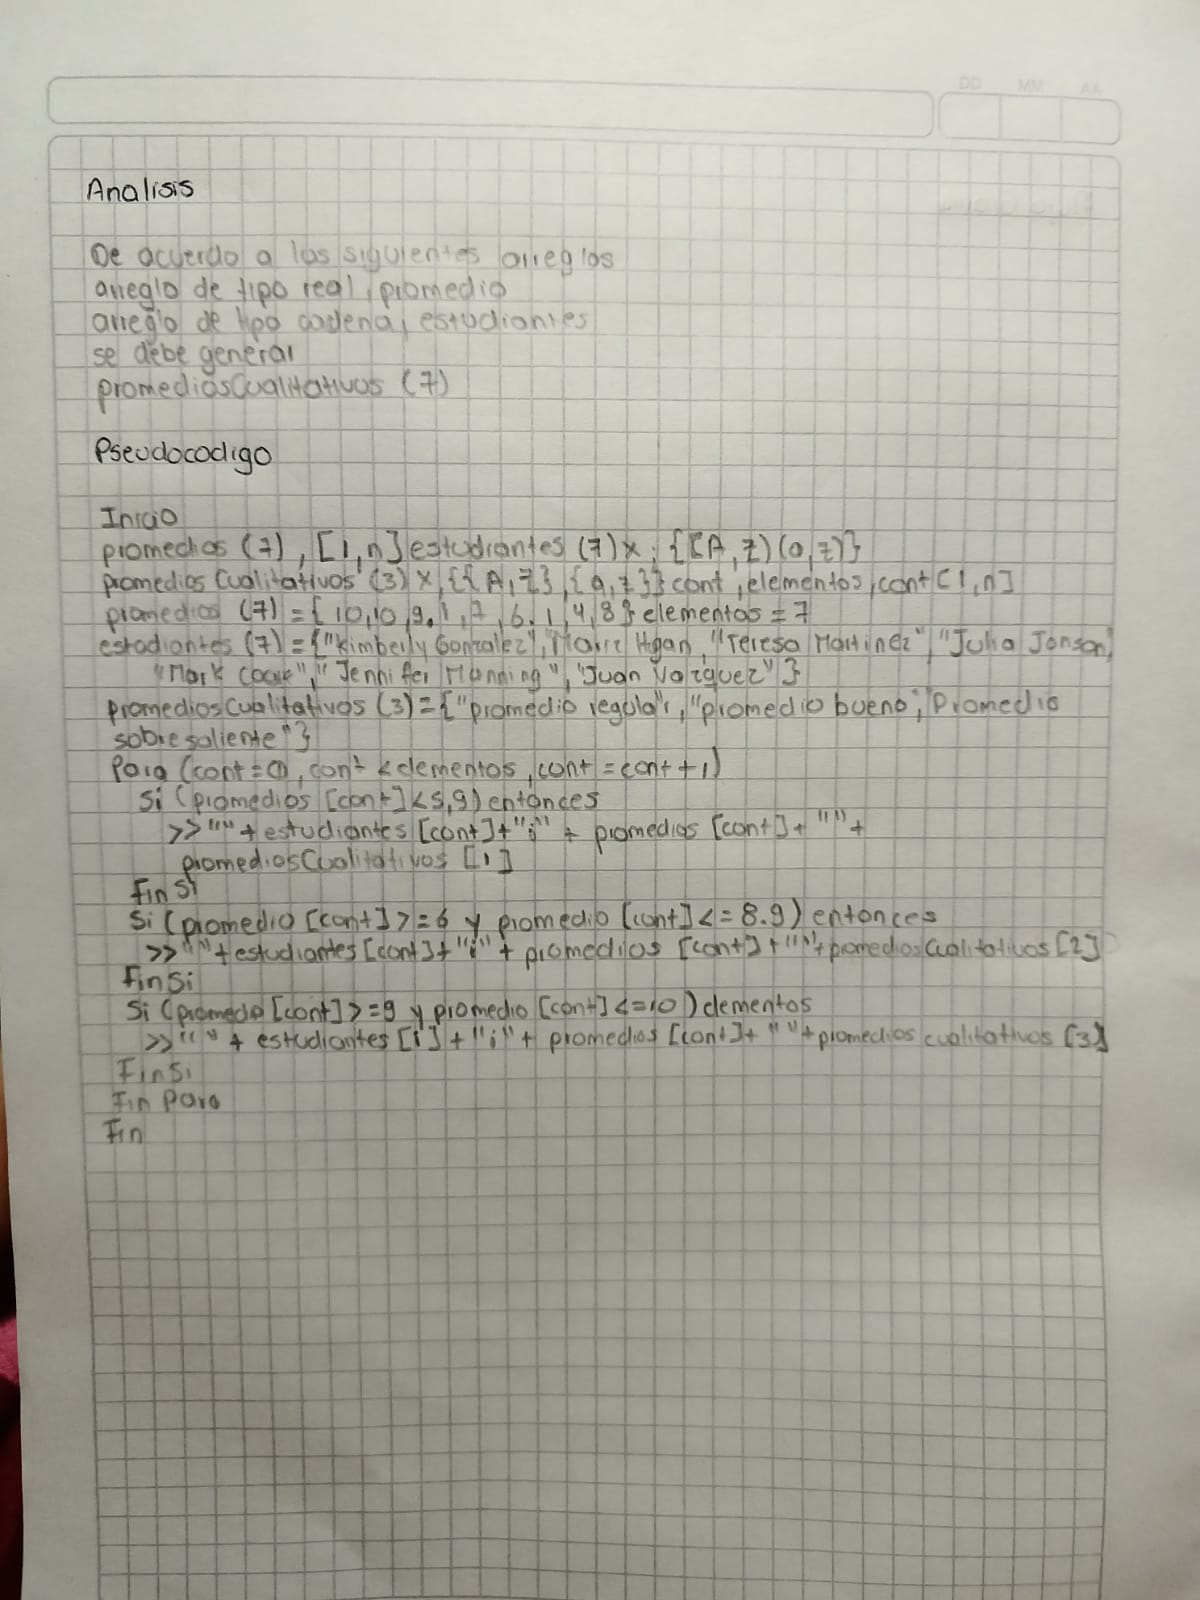 DD MM AA
Analisis
De acuerdo a los siguientes arreglos
arreglo de tipo real, promedio
arreglo de tipo cadena, estudiantes
se debe general
promediosCualitativos (7)
Pseudocodigo
Inicio
promedios (7), [1,n] estudiantes (7)x, {[A,Z)(a,z)}
promedios Cualitativos (3) x, {{A,Z},{a,z}} cont, elementos, cont [1,n]
promedios (7) = {10,10,9.1,7,6.1,4,8} elementos = 7
estudiantes (7) = {"Kimberly Gonzalez", "Teresa Martinez", "Julia Jonson,
"Mark", "Jennifer Manning", "Juan Vazquez"}
promediosCualitativos (3) = {"promedio regular, "promedio bueno", Promedio
sobresaliente"}
Para (cont=0, cont < elementos, cont = cont + 1)
Si (promedios [cont] < 5,9) entonces
>> "" + estudiantes [cont] + "i" + promedios [cont] + "" +
promediosCualitativos [1]
Fin Si
Si (promedio [cont] >= 6 y promedio [cont] <= 8.9) entonces
>> "" + estudiantes [cont] + "i" + promedios [cont] + "" + promediosCualitativos [2]
FinSi
Si (promedio [cont] >= 9 y promedio [cont] <= 10) elementos
>> "" + estudiantes [i] + "i" + promedios [cont] + "" + promedios cualitativos [3]
FinSi
Fin Para
Fin